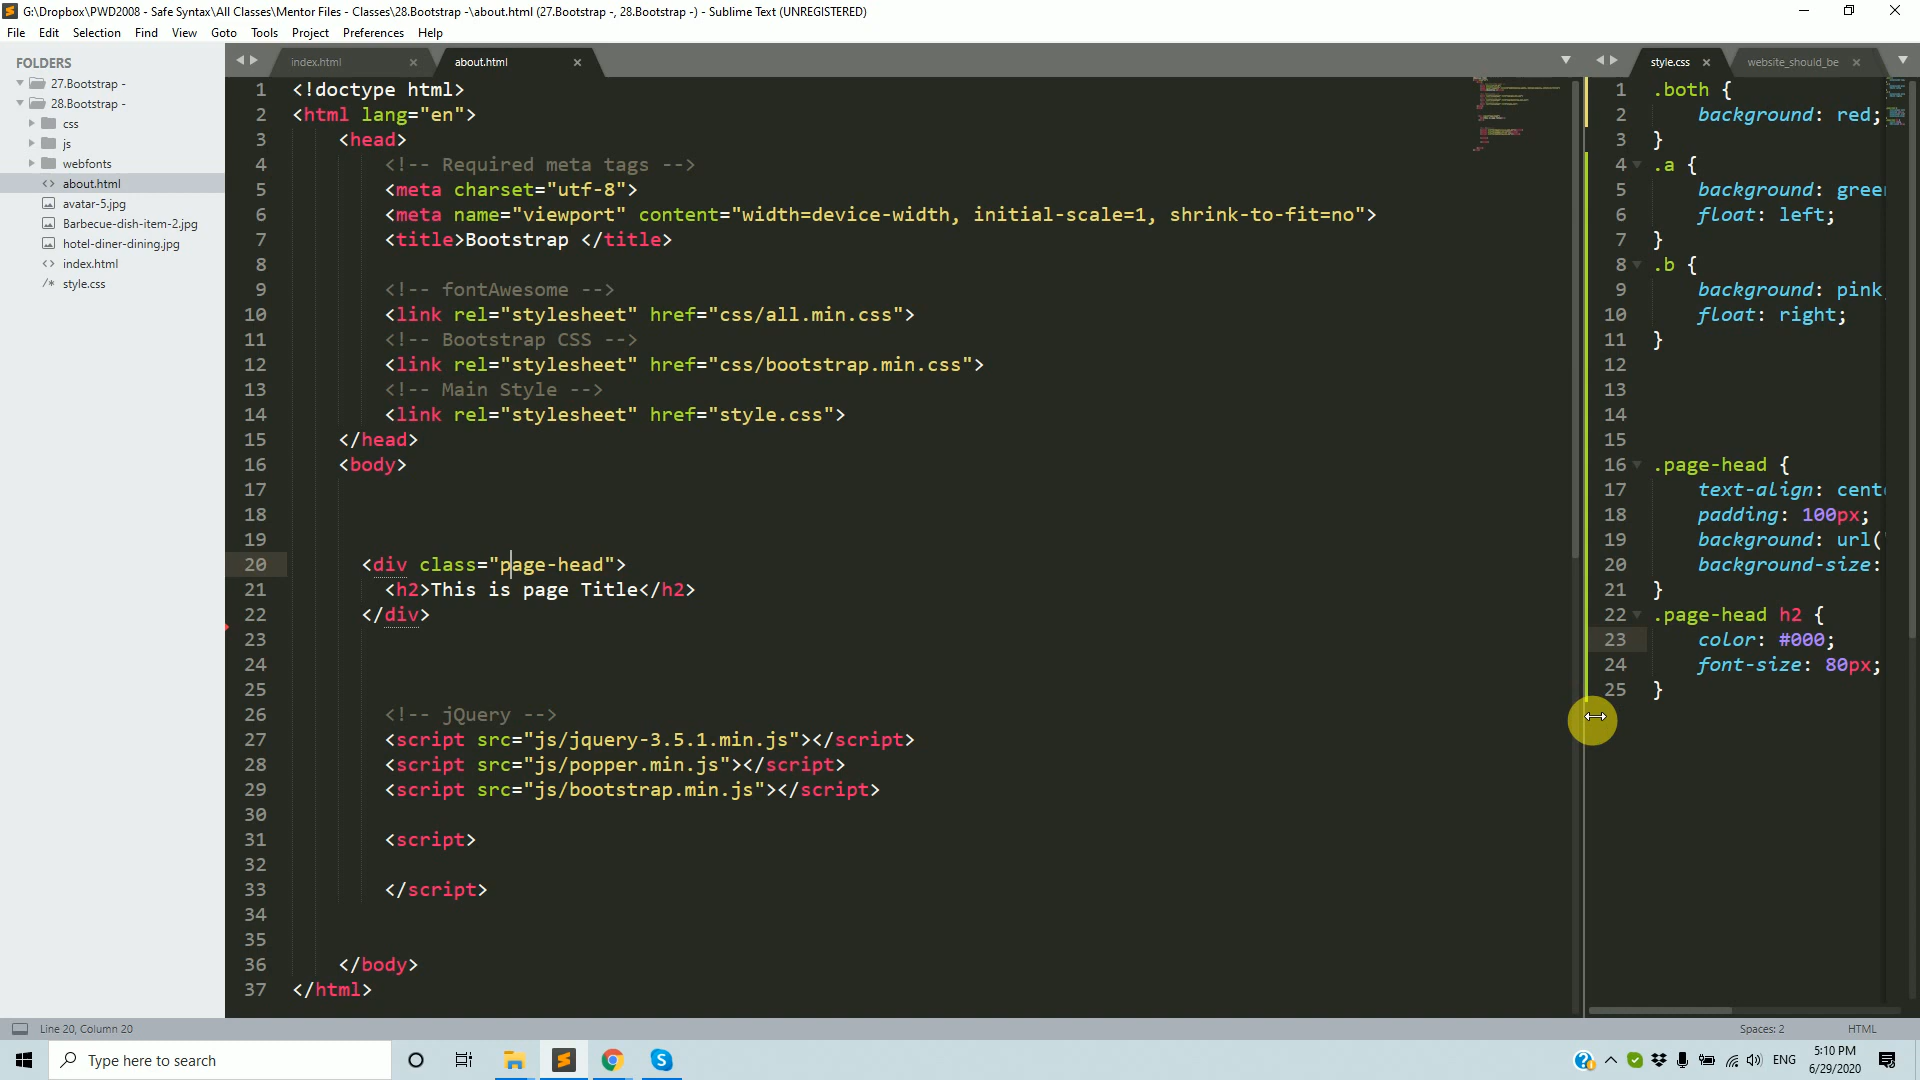 G:\Dropbox\PWD2008 - Safe Syntax\All Classes\Mentor Files - Classes\28.Bootstrap -\about.html (27.Bootstrap -, 28.Bootstrap -) - Sublime Text (UNREGISTERED)
File Edit Selection Find View Goto Tools Project Preferences Help
FOLDERS
27.Bootstrap -
28.Bootstrap -
css
js
webfonts
about.html
avatar-5.jpg
Barbecue-dish-item-2.jpg
hotel-diner-dining.jpg
index.html
style.css
index.html about.html
1 <!doctype html>
2 <html lang="en">
3 <head>
4 <!-- Required meta tags -->
5 <meta charset="utf-8">
6 <meta name="viewport" content="width=device-width, initial-scale=1, shrink-to-fit=no">
7 <title>Bootstrap </title>
8
9 <!-- fontAwesome -->
10 <link rel="stylesheet" href="css/all.min.css">
11 <!-- Bootstrap CSS -->
12 <link rel="stylesheet" href="css/bootstrap.min.css">
13 <!-- Main Style -->
14 <link rel="stylesheet" href="style.css">
15 </head>
16 <body>
17
18
19
20 <div class="page-head">
21 <h2>This is page Title</h2>
22 </div>
23
24
25
26 <!-- jQuery -->
27 <script src="js/jquery-3.5.1.min.js"></script>
28 <script src="js/popper.min.js"></script>
29 <script src="js/bootstrap.min.js"></script>
30
31 <script>
32
33 </script>
34
35
36 </body>
37 </html>
style.css website_should_be
1 .both {
2 background: red;
3 }
4 .a {
5 background: gree
6 float: left;
7 }
8 .b {
9 background: pink
10 float: right;
11 }
12
13
14
15
16 .page-head {
17 text-align: cent
18 padding: 100px;
19 background: url(
20 background-size:
21 }
22 .page-head h2 {
23 color: #000;
24 font-size: 80px;
25 }
Line 20, Column 20
Spaces: 2
HTML
Type here to search
ENG
5:10 PM
6/29/2020